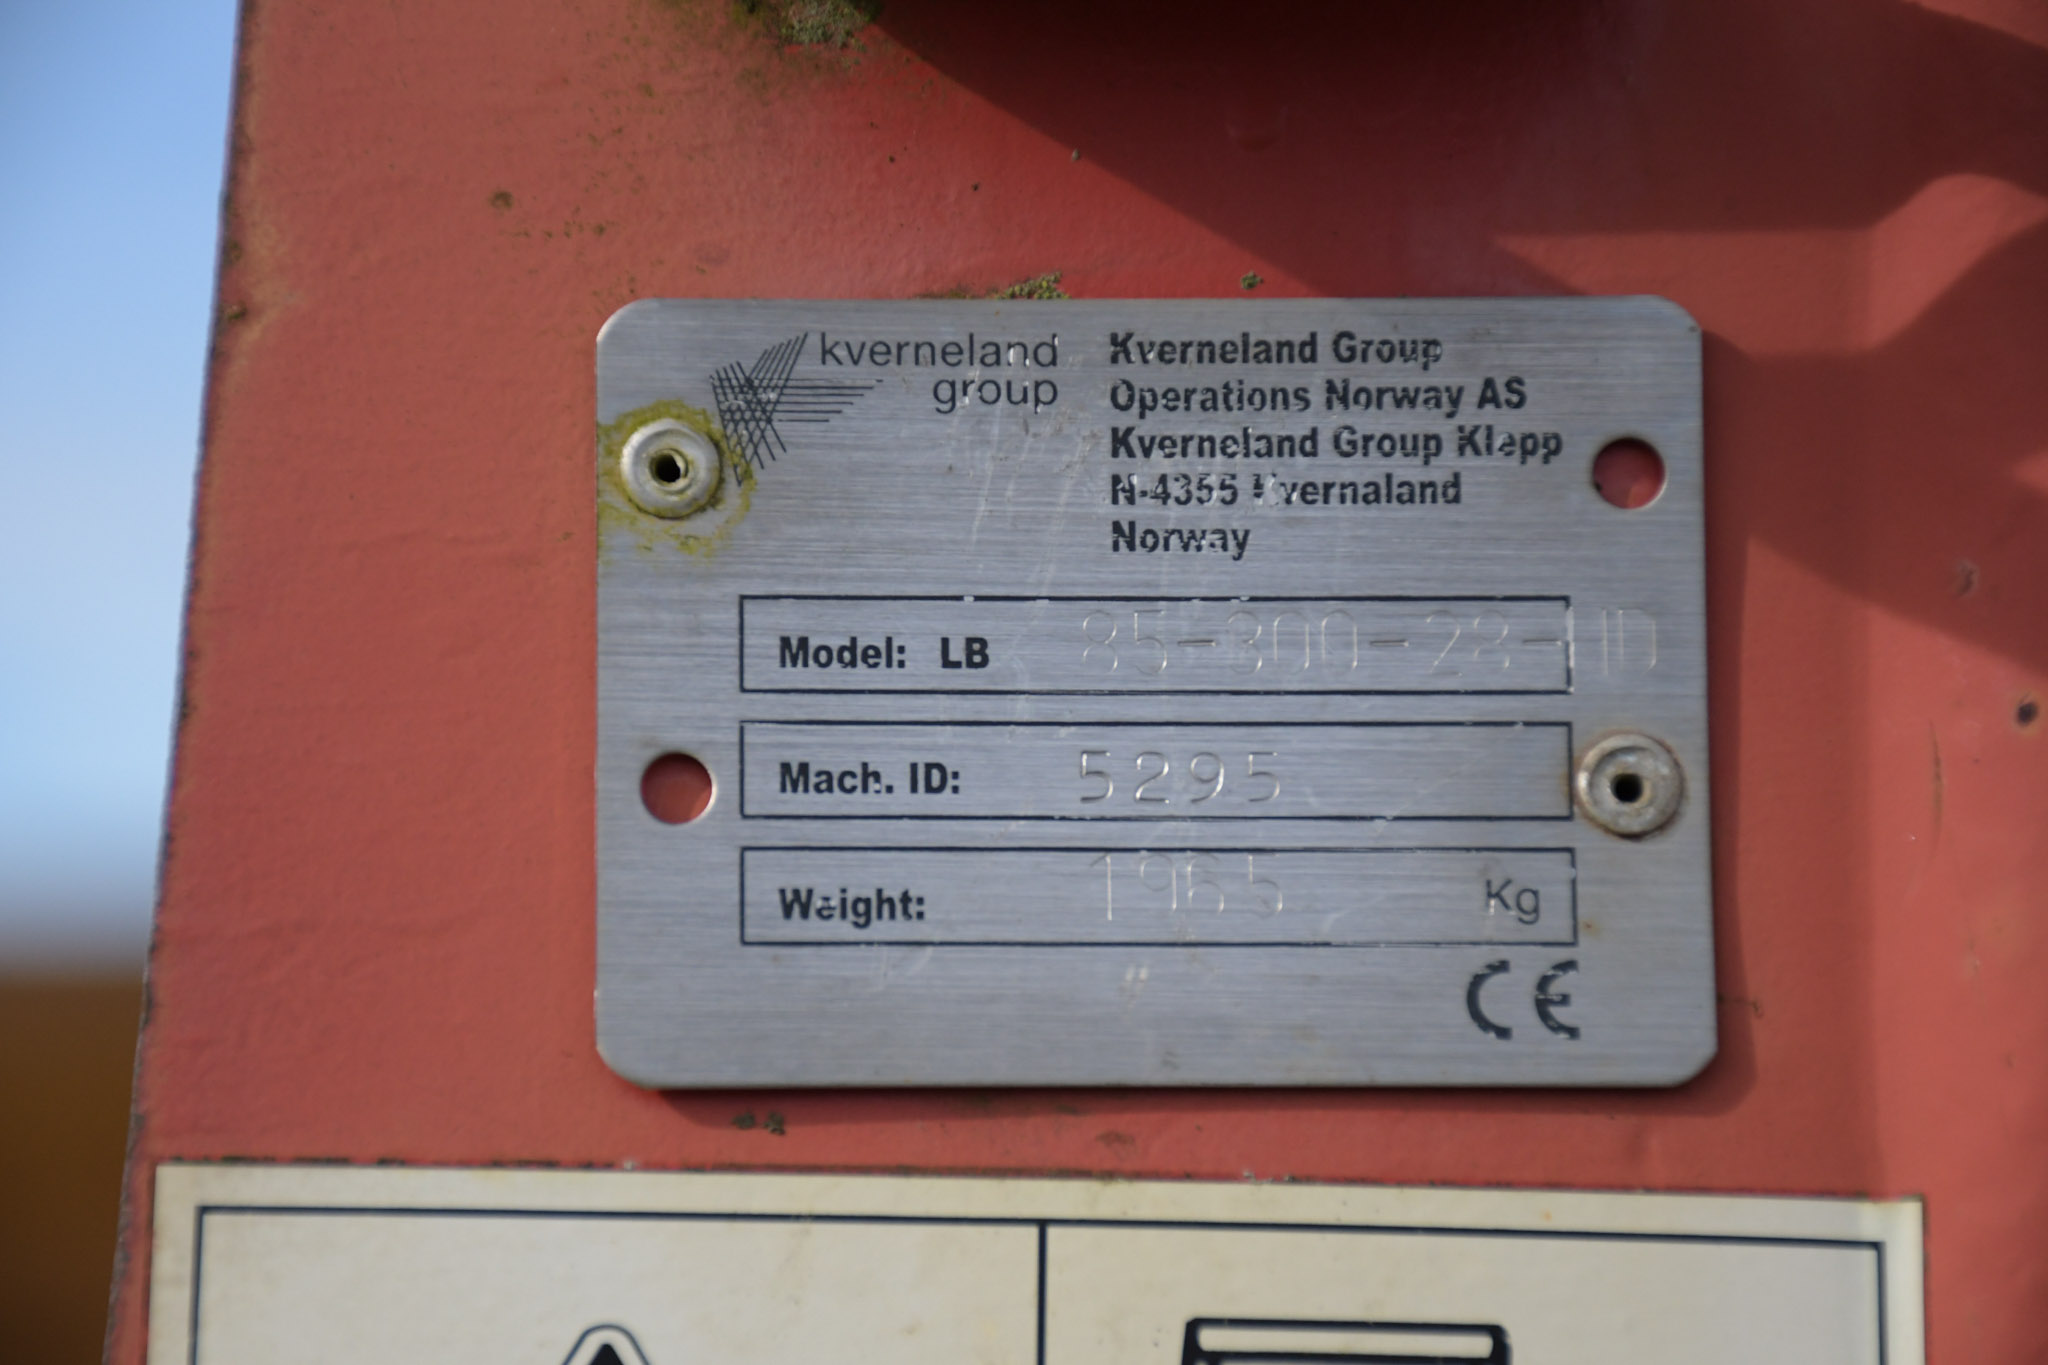 kverneland
group
Kverneland Group
Operations Norway AS
Kverneland Group Klepp
N-4355 Kvernaland
Norway
Model: LB 85-300-28-HD
Mach. ID: 5295
Weight: 1965 Kg
CE